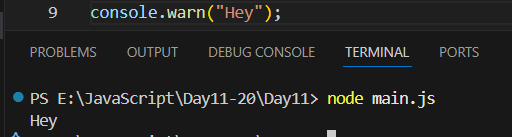 9 console.warn("Hey");
PROBLEMS OUTPUT DEBUG CONSOLE TERMINAL PORTS
PS E:\JavaScript\Day11-20\Day11> node main.js
Hey